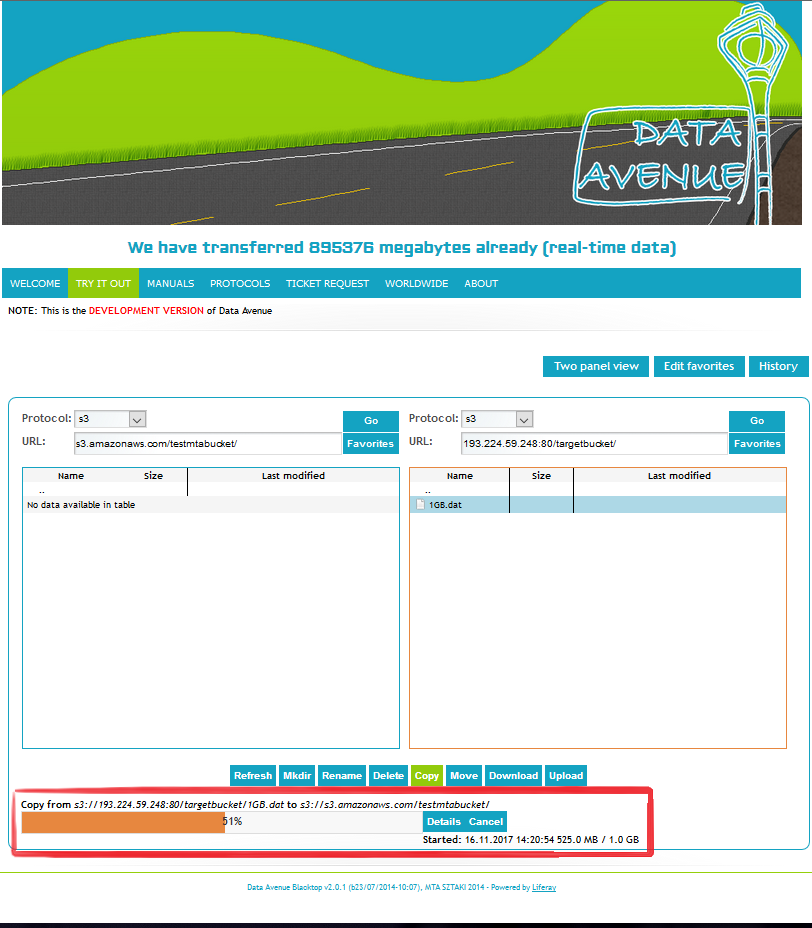 DATA
AVENUE
We have transferred 895376 megabytes already (real-time data)
WELCOME TRY IT OUT MANUALS PROTOCOLS TICKET REQUEST WORLDWIDE ABOUT
NOTE: This is the DEVELOPMENT VERSION of Data Avenue
Two panel view Edit favorites History
Protocol: s3 Go Protocol: s3 Go
URL: s3.amazonaws.com/testmtabucket/ Favorites URL: 193.224.59.248:80/targetbucket/ Favorites
Name Size Last modified Name Size Last modified
.. ..
No data available in table 1GB.dat
Refresh Mkdir Rename Delete Copy Move Download Upload
Copy from s3://193.224.59.248:80/targetbucket/1GB.dat to s3://s3.amazonaws.com/testmtabucket/
51% Details Cancel
Started: 16.11.2017 14:20:54 525.0 MB / 1.0 GB
Data Avenue Blacktop v2.0.1 (b23/07/2014-10:07), MTA SZTAKI 2014 - Powered by Liferay